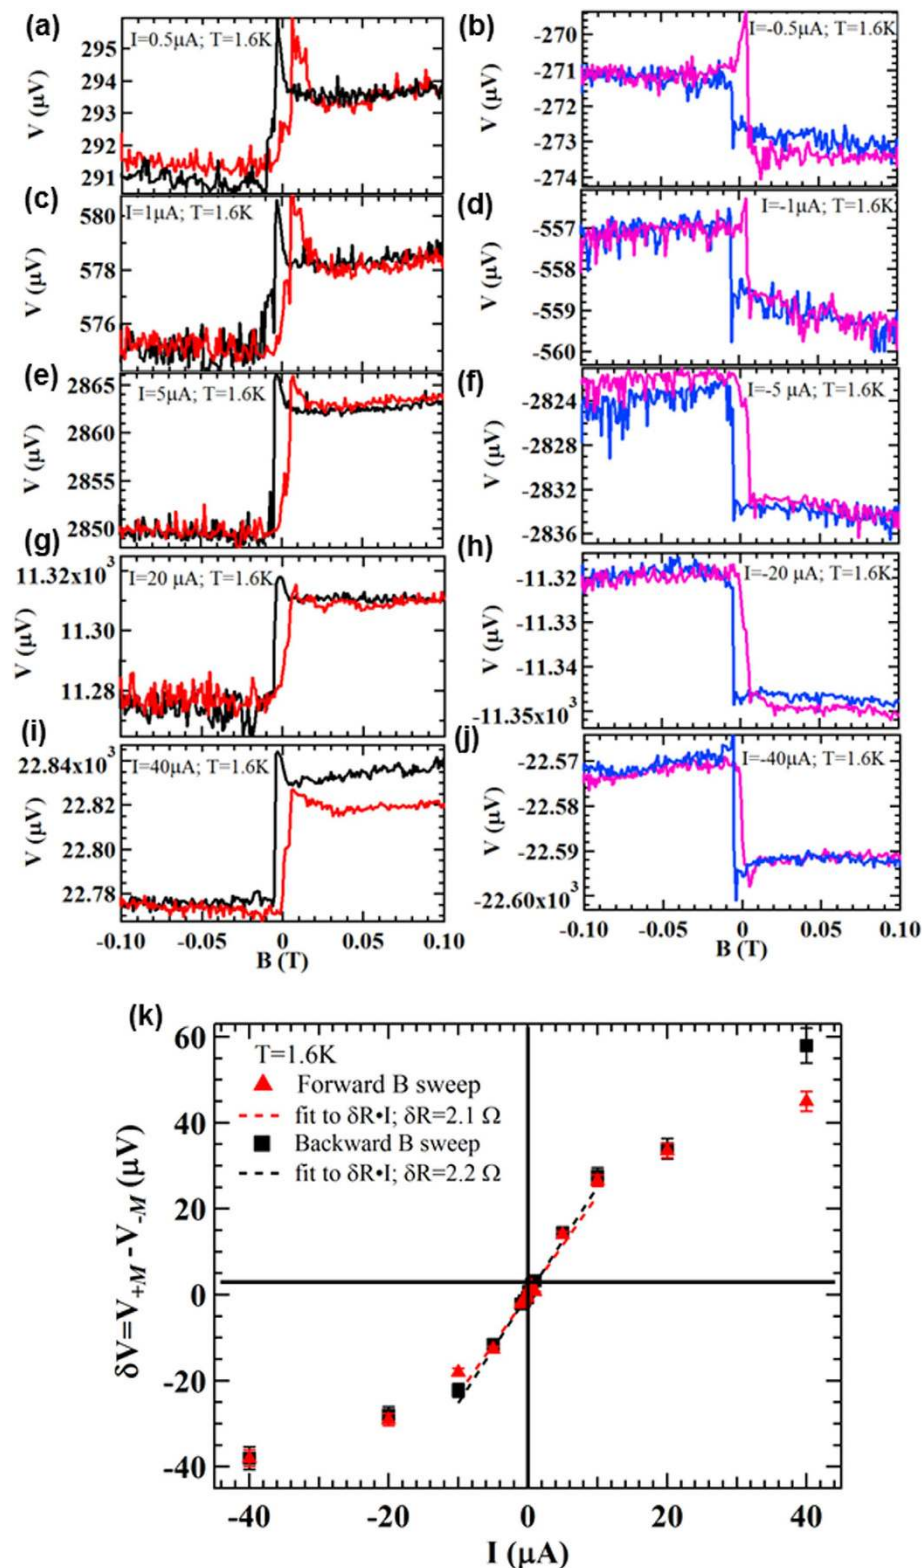 (a)
I=0.5μA; T=1.6K
295
294
293
292
291
V (μV)
(b)
I=-0.5μA; T=1.6K
-270
-271
-272
-273
-274
V (μV)
(c)
I=1μA; T=1.6K
580
578
576
V (μV)
(d)
I=-1μA; T=1.6K
-557
-558
-559
-560
V (μV)
(e)
I=5μA; T=1.6K
2865
2860
2855
2850
V (μV)
(f)
I=-5 μA; T=1.6K
-2824
-2828
-2832
-2836
V (μV)
(g)
I=20 μA; T=1.6K
11.32x10³
11.30
11.28
V (μV)
(h)
I=-20 μA; T=1.6K
-11.32
-11.33
-11.34
-11.35x10³
V (μV)
(i)
I=40μA; T=1.6K
22.84x10³
22.82
22.80
22.78
V (μV)
-0.10 -0.05 0 0.05 0.10
B (T)
(j)
I=-40μA; T=1.6K
-22.57
-22.58
-22.59
-22.60x10³
V (μV)
-0.10 -0.05 0 0.05 0.10
B (T)
(k)
T=1.6K
Forward B sweep
fit to δR•I; δR=2.1 Ω
Backward B sweep
fit to δR•I; δR=2.2 Ω
60
40
20
0
-20
-40
δV=V+M -V-M (μV)
-40 -20 0 20 40
I (μA)